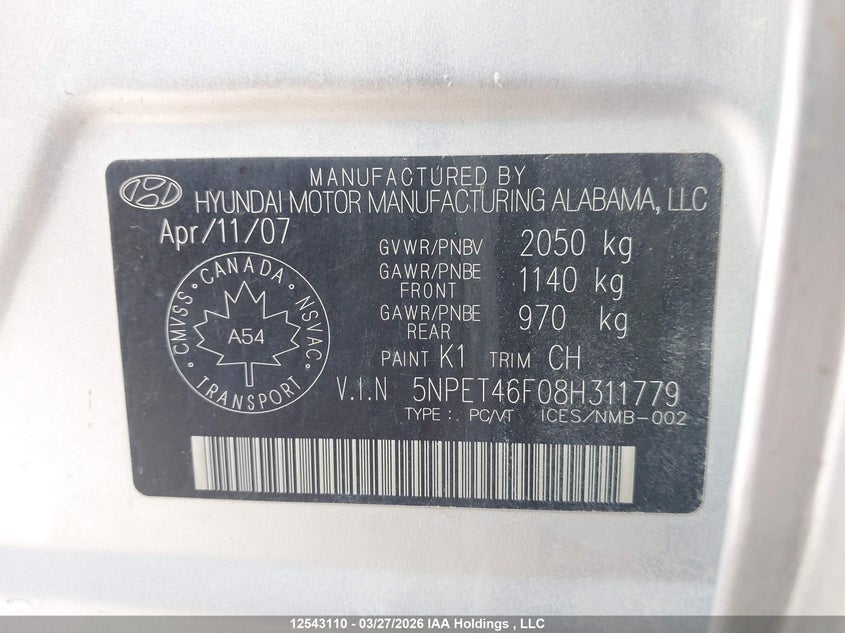 MANUFACTURED BY
HYUNDAI MOTOR MANUFACTURING ALABAMA, LLC
Apr/11/07
GVWR/PNBV 2050 kg
GAWR/PNBE FRONT 1140 kg
GAWR/PNBE REAR 970 kg
PAINT K1 TRIM CH
V.I.N 5NPET46F08H311779
TYPE: PC/VT ICES/NMB-002
CANADA
CMVSS
NSVAC
A54
TRANSPORT
12543110 - 03/27/2026 IAA Holdings , LLC